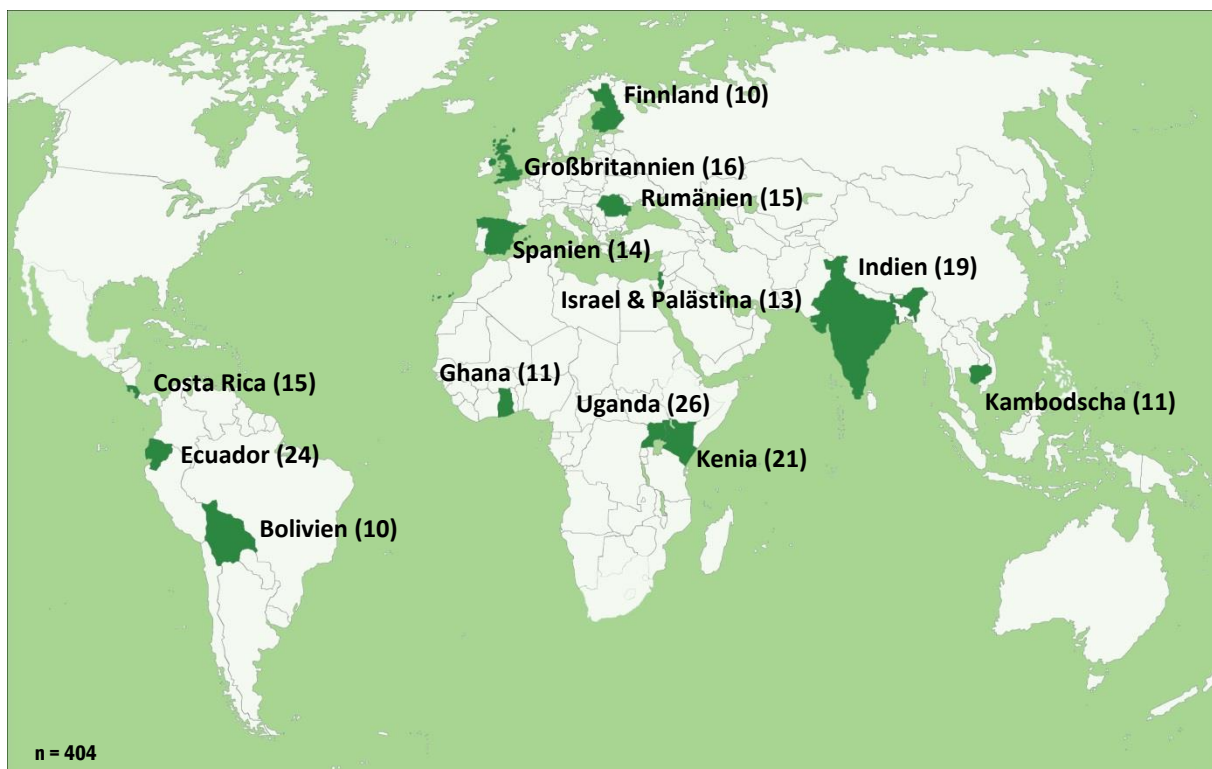 Finnland (10)
Großbritannien (16)
Rumänien (15)
Spanien (14)
Indien (19)
Israel & Palästina (13)
Ghana (11)
Costa Rica (15)
Uganda (26)
Kambodscha (11)
Ecuador (24)
Kenia (21)
Bolivien (10)
n = 404